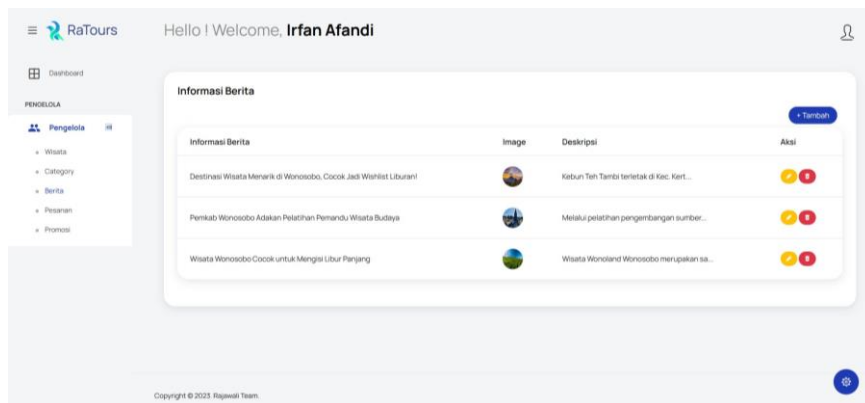 RaTours
Hello ! Welcome, Irfan Afandi
Dashboard
PENGELOLA
Pengelola
Wisata
Category
Berita
Pesanan
Promosi
Informasi Berita
+ Tambah
Informasi Berita Image Deskripsi Aksi
Destinasi Wisata Menarik di Wonosobo, Cocok Jadi Wishlist Liburan! Kebun Teh Tambi terletak di Kec. Kert...
Pemkab Wonosobo Adakan Pelatihan Pemandu Wisata Budaya Melalui pelatihan pengembangan sumber...
Wisata Wonosobo Cocok untuk Mengisi Libur Panjang Wisata Wonoland Wonosobo merupakan sa...
Copyright © 2023. Rajawali Team.